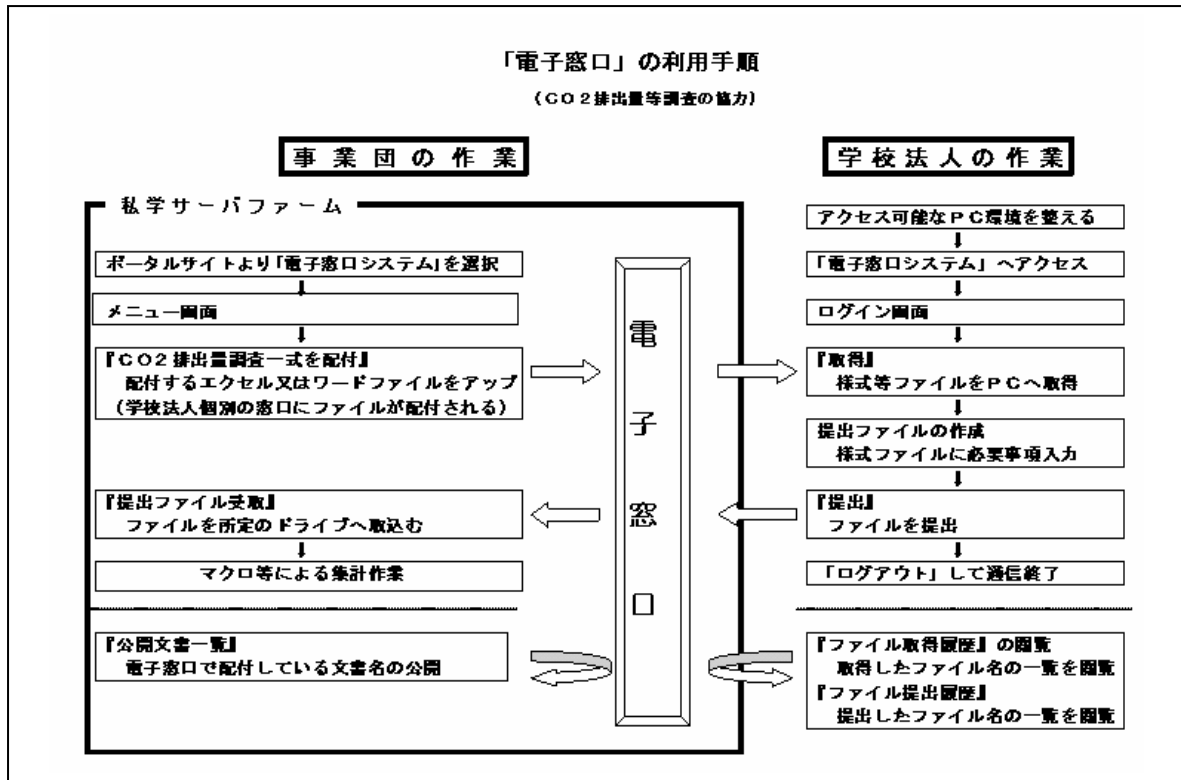 「電子窓口」の利用手順
(CO2排出量等調査の協力)
事業団の作業
私学サーバファーム
ポータルサイトより「電子窓口システム」を選択
メニュー画面
『CO2排出量調査一式を配付』
配付するエクセル又はワードファイルをアップ
(学校法人個別の窓口にファイルが配付される)
『提出ファイル受取』
ファイルを所定のドライブへ取込む
マクロ等による集計作業
『公開文書一覧』
電子窓口で配付している文書名の公開
電子窓口
学校法人の作業
アクセス可能なPC環境を整える
「電子窓口システム」へアクセス
ログイン画面
『取得』
様式等ファイルをPCへ取得
提出ファイルの作成
様式ファイルに必要事項入力
『提出』
ファイルを提出
「ログアウト」して通信終了
『ファイル取得履歴』の閲覧
取得したファイル名の一覧を閲覧
『ファイル提出履歴』
提出したファイル名の一覧を閲覧